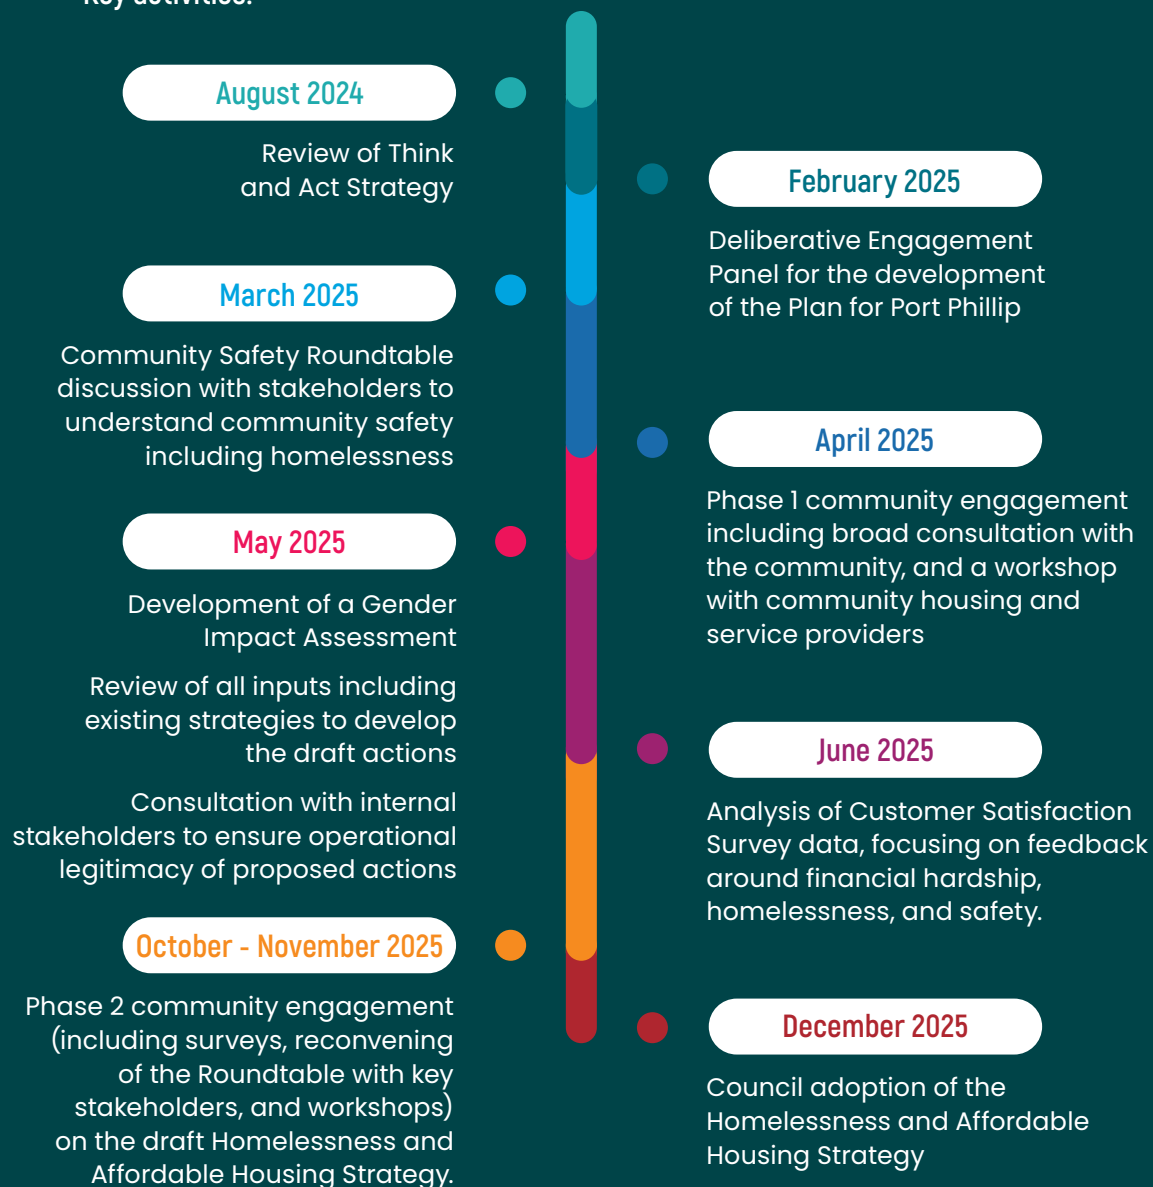 Key activities:
August 2024
Review of Think
and Act Strategy
February 2025
Deliberative Engagement
Panel for the development
of the Plan for Port Phillip
March 2025
Community Safety Roundtable
discussion with stakeholders to
understand community safety
including homelessness
April 2025
Phase 1 community engagement
including broad consultation with
the community, and a workshop
with community housing and
service providers
May 2025
Development of a Gender
Impact Assessment
Review of all inputs including
existing strategies to develop
the draft actions
Consultation with internal
stakeholders to ensure operational
legitimacy of proposed actions
June 2025
Analysis of Customer Satisfaction
Survey data, focusing on feedback
around financial hardship,
homelessness, and safety.
October - November 2025
Phase 2 community engagement
(including surveys, reconvening
of the Roundtable with key
stakeholders, and workshops)
on the draft Homelessness and
Affordable Housing Strategy.
December 2025
Council adoption of the
Homelessness and Affordable
Housing Strategy